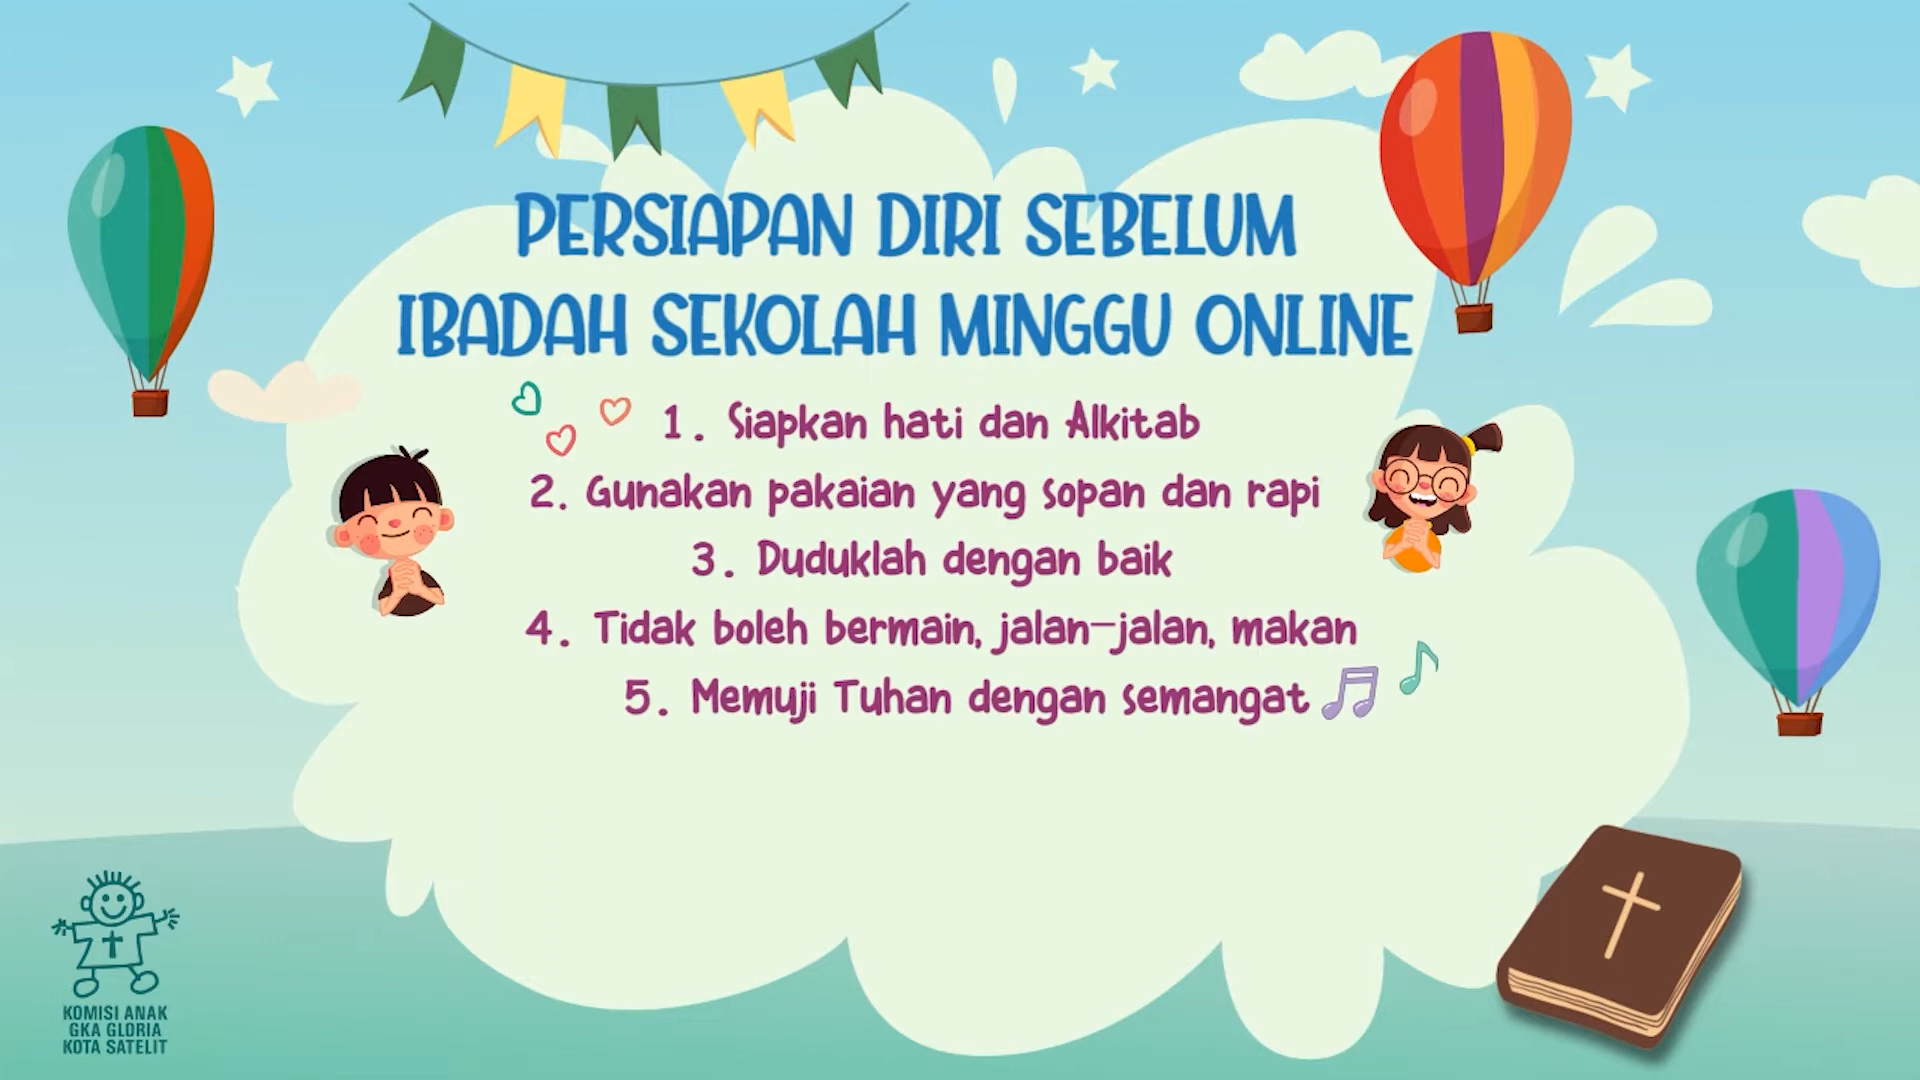 PERSIAPAN DIRI SEBELUM
IBADAH SEKOLAH MINGGU ONLINE
1. Siapkan hati dan Alkitab
2. Gunakan pakaian yang sopan dan rapi
3. Duduklah dengan baik
4. Tidak boleh bermain, jalan-jalan, makan
5. Memuji Tuhan dengan semangat
KOMISI ANAK
GKA GLORIA
KOTA SATELIT